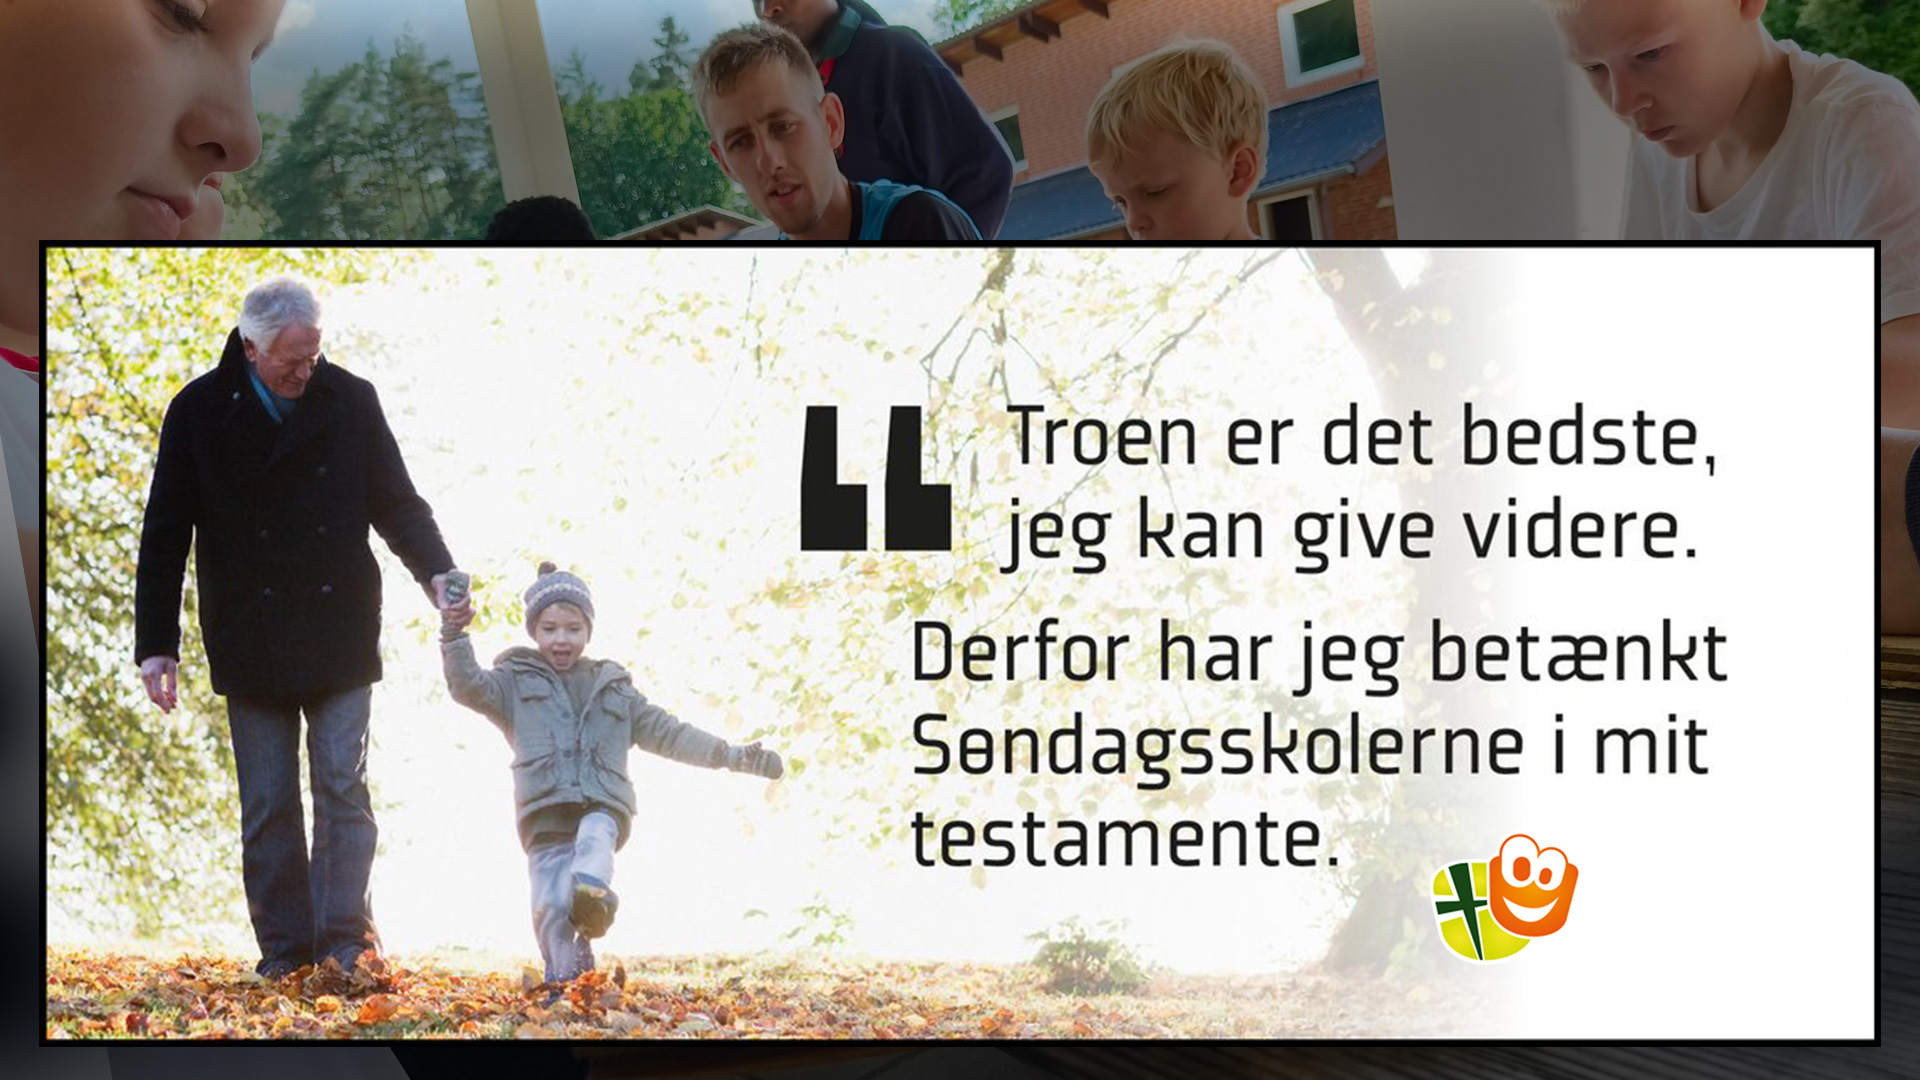 “ Troen er det bedste,
jeg kan give videre.
Derfor har jeg betænkt
Søndagsskolerne i mit
testamente.